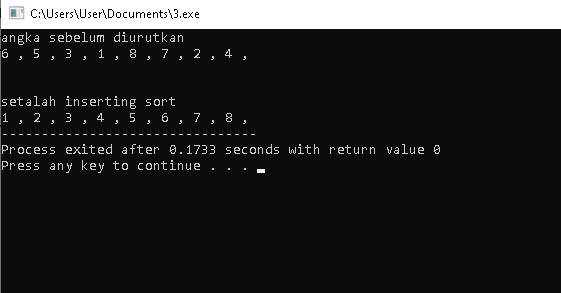 C:\Users\User\Documents\3.exe
angka sebelum diurutkan
6 , 5 , 3 , 1 , 8 , 7 , 2 , 4 ,
setalah inserting sort
1 , 2 , 3 , 4 , 5 , 6 , 7 , 8 ,
--------------------------------
Process exited after 0.1733 seconds with return value 0
Press any key to continue . . .